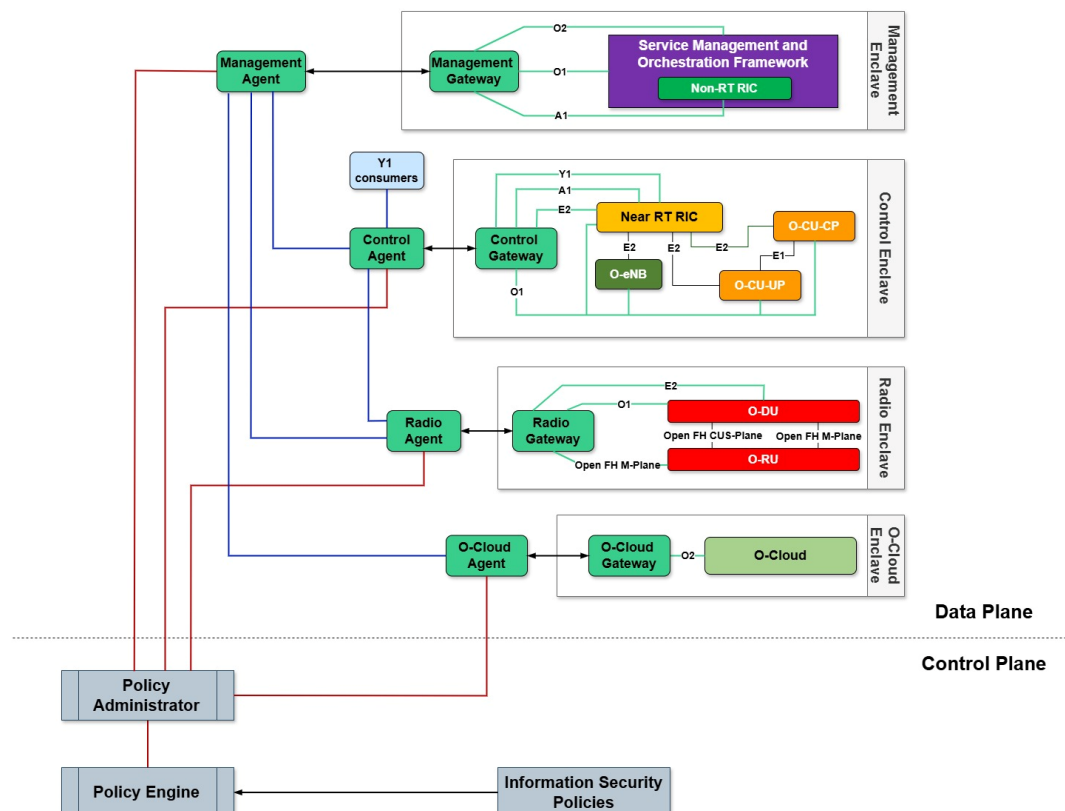 O2
Service Management and
Orchestration Framework
Management
Agent
Management
Gateway
O1
Non-RT RIC
A1
Management
Enclave
Y1
consumers
Y1
A1
E2
Near RT RIC
O-CU-CP
Control
Agent
Control
Gateway
E2
E2
E2
E1
O-eNB
O-CU-UP
O1
Control Enclave
E2
O1
O-DU
Radio
Agent
Radio
Gateway
Open FH CUS-Plane
Open FH M-Plane
Open FH M-Plane
O-RU
Radio Enclave
O-Cloud
Agent
O-Cloud
Gateway
O2
O-Cloud
O-Cloud
Enclave
Data Plane
Control Plane
Policy
Administrator
Policy Engine
Information Security
Policies